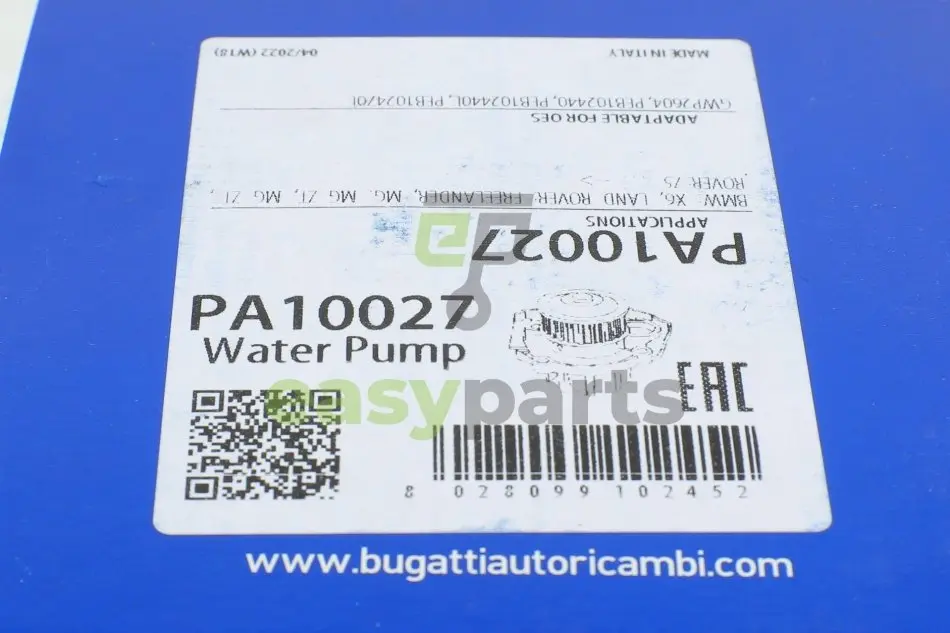 MADE IN ITALY
04/2022 (W18)
GWP2604, PEB102440, PEB102440L, PEB102470L
ADAPTABLE FOR OES
BMW: X6, LAND ROVER: FREELANDER, MG: MG ZT, MG ZT,
ROVER: 75
APPLICATIONS
PA10027
PA10027
Water Pump
EAC
easyparts
8 028099 102452
www.bugattiautoricambi.com